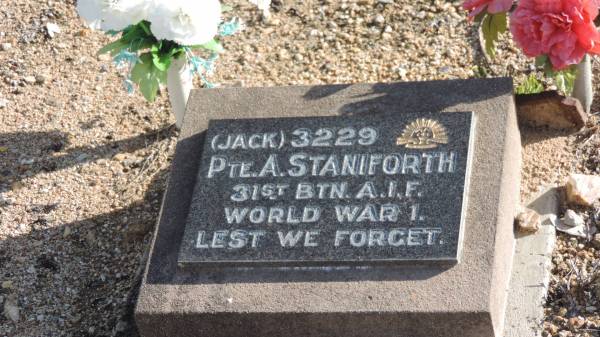 (JACK) 3229
PTE. A. STANIFORTH
31ST BTN. A.I.F.
WORLD WAR 1.
LEST WE FORGET.